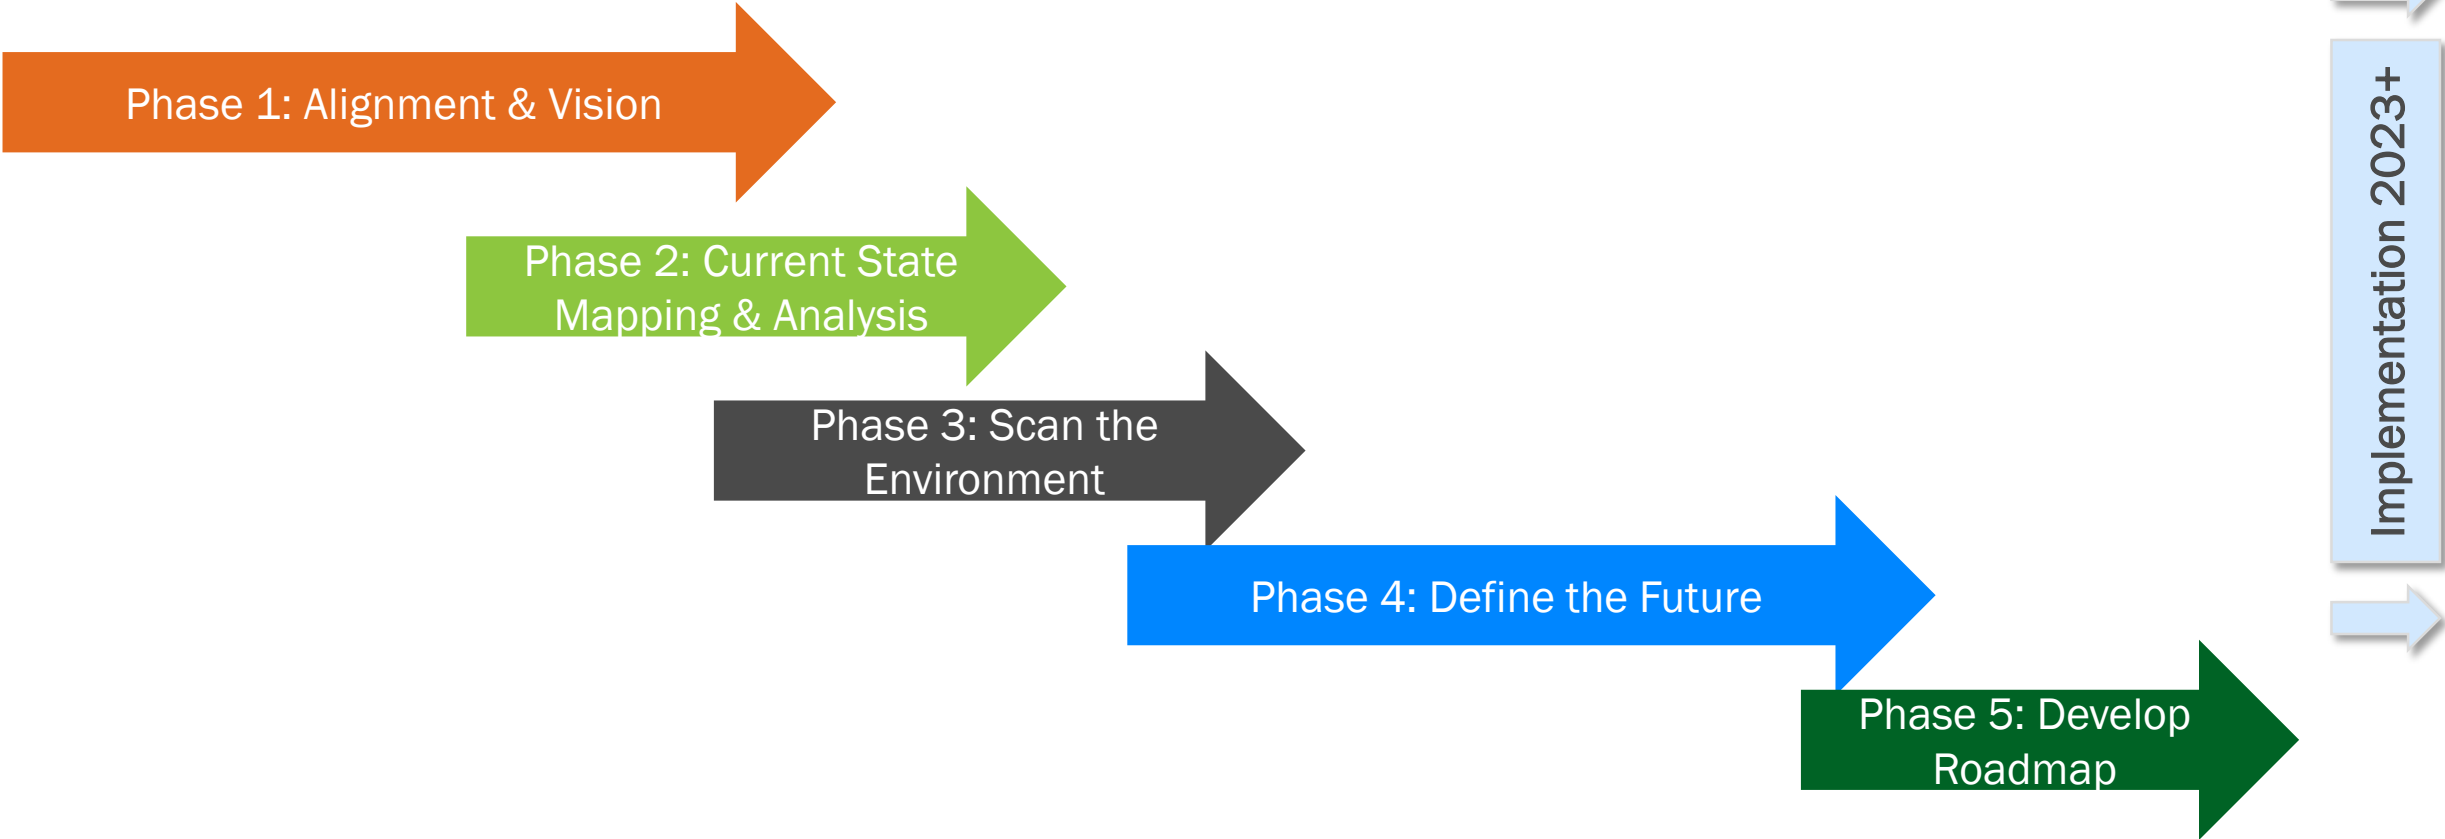 Phase 1: Alignment & Vision
Phase 2: Current State
Mapping & Analysis
Phase 3: Scan the
Environment
Phase 4: Define the Future
Phase 5: Develop
Roadmap
Implementation 2023+